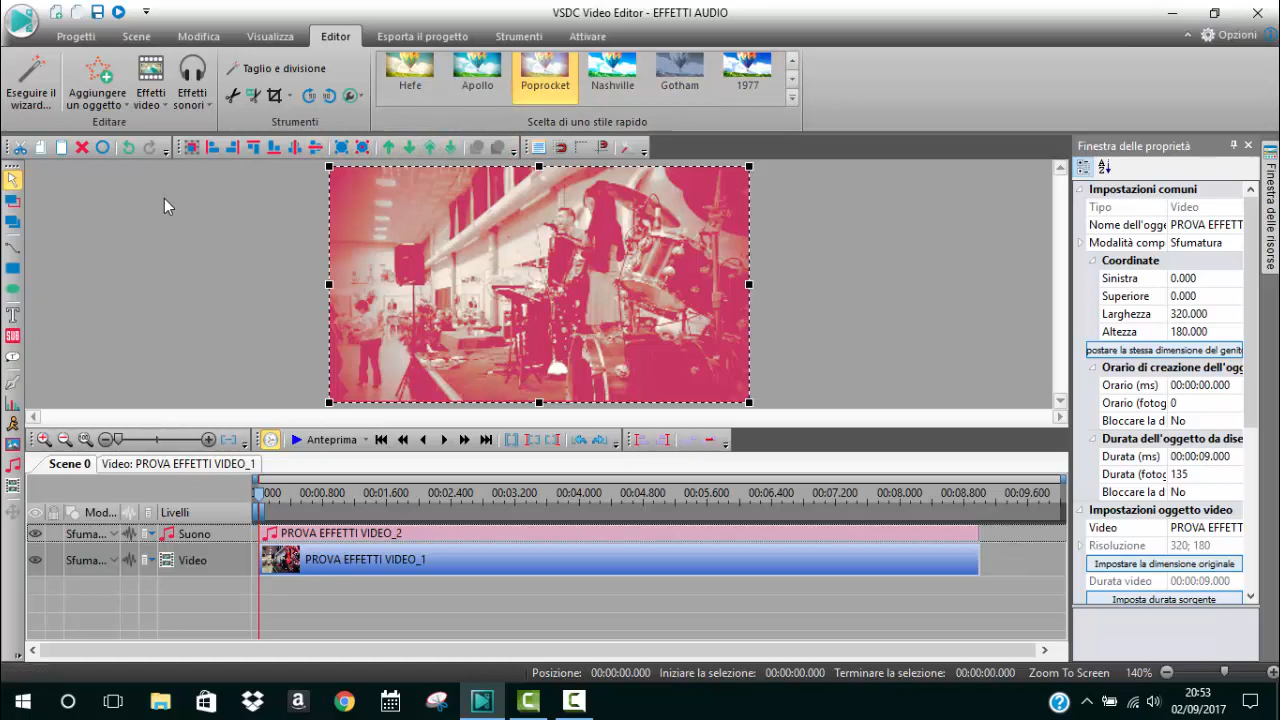 VSDC Video Editor - EFFETTI AUDIO
Progetti
Scene
Modifica
Visualizza
Editor
Esporta il progetto
Strumenti
Attivare
Opzioni
Eseguire il wizard...
Aggiungere un oggetto
Effetti video
Effetti sonori
Taglio e divisione
Hefe
Apollo
Poprocket
Nashville
Gotham
1977
Editare
Strumenti
Scelta di uno stile rapido
Finestra delle proprietà
Finestra delle risorse
Impostazioni comuni
Tipo Video
Nome dell'ogge PROVA EFFETT
Modalità comp Sfumatura
Coordinate
Sinistra 0.000
Superiore 0.000
Larghezza 320.000
Altezza 180.000
postare la stessa dimensione del genit
Orario di creazione dell'ogg
Orario (ms) 00:00:00.000
Orario (fotog 0
Bloccare la d No
Durata dell'oggetto da dise
Durata (ms) 00:00:09.000
Durata (fotog 135
Bloccare la d No
Impostazioni oggetto video
Video PROVA EFFETT
Risoluzione 320; 180
Impostare la dimensione originale
Durata video 00:00:09.000
Imposta durata sorgente
SUB
Anteprima
Scene 0
Video: PROVA EFFETTI VIDEO_1
000 00:00.800 00:01.600 00:02.400 00:03.200 00:04.000 00:04.800 00:05.600 00:06.400 00:07.200 00:08.000 00:08.800 00:09.600
Mod... Livelli
Sfuma... Suono PROVA EFFETTI VIDEO_2
Sfuma... Video PROVA EFFETTI VIDEO_1
Posizione: 00:00:00.000 Iniziare la selezione: 00:00:00.000 Terminare la selezione: 00:00:00.000 Zoom To Screen 140%
20:53
02/09/2017